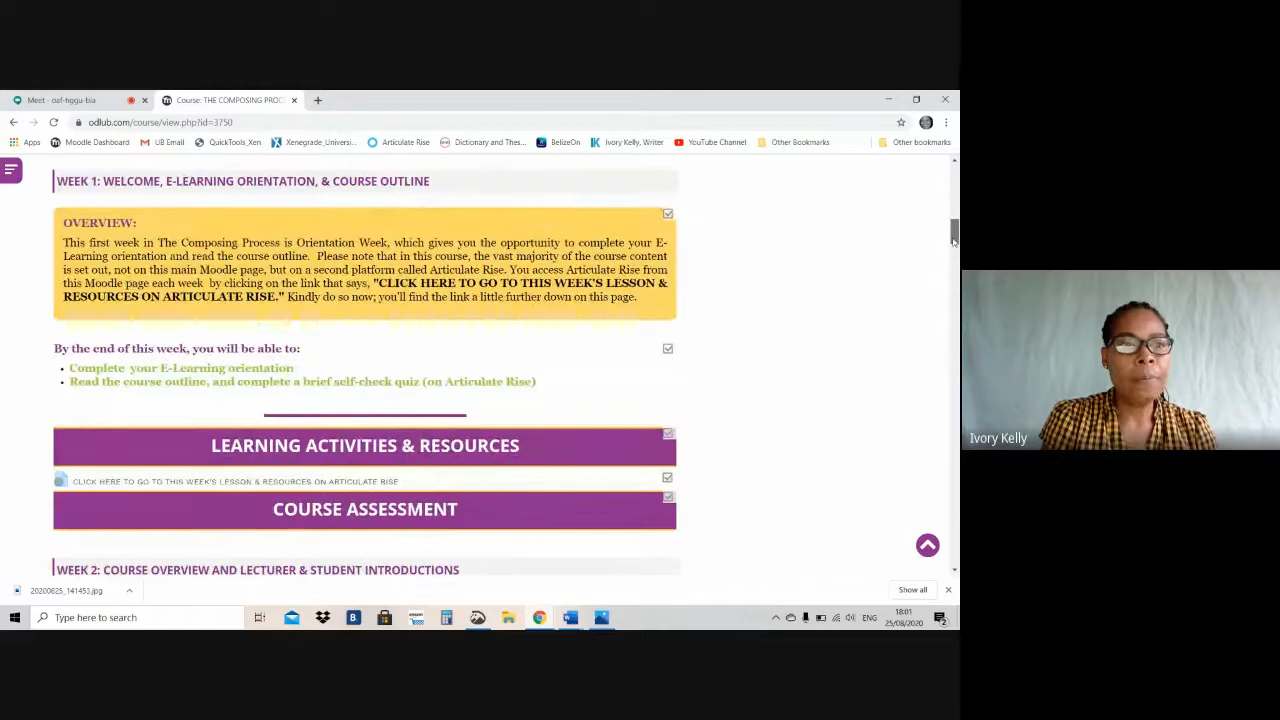 Meet - oaf-hggu-bia
Course: THE COMPOSING PROC
odlub.com/course/view.php?id=3750
Apps Moodle Dashboard UB Email QuickTools_Xen Xenegrade_Universi... Articulate Rise Dictionary and Thes... BelizeOn Ivory Kelly, Writer YouTube Channel Other Bookmarks Other bookmarks
WEEK 1: WELCOME, E-LEARNING ORIENTATION, & COURSE OUTLINE
OVERVIEW:
This first week in The Composing Process is Orientation Week, which gives you the opportunity to complete your E-
Learning orientation and read the course outline. Please note that in this course, the vast majority of the course content
is set out, not on this main Moodle page, but on a second platform called Articulate Rise. You access Articulate Rise from
this Moodle page each week by clicking on the link that says, "CLICK HERE TO GO TO THIS WEEK'S LESSON &
RESOURCES ON ARTICULATE RISE." Kindly do so now; you'll find the link a little further down on this page.
By the end of this week, you will be able to:
• Complete your E-Learning orientation
• Read the course outline, and complete a brief self-check quiz (on Articulate Rise)
LEARNING ACTIVITIES & RESOURCES
CLICK HERE TO GO TO THIS WEEK'S LESSON & RESOURCES ON ARTICULATE RISE
COURSE ASSESSMENT
WEEK 2: COURSE OVERVIEW AND LECTURER & STUDENT INTRODUCTIONS
Ivory Kelly
20200825_141453.jpg
Show all
Type here to search
ENG
18:01
25/08/2020